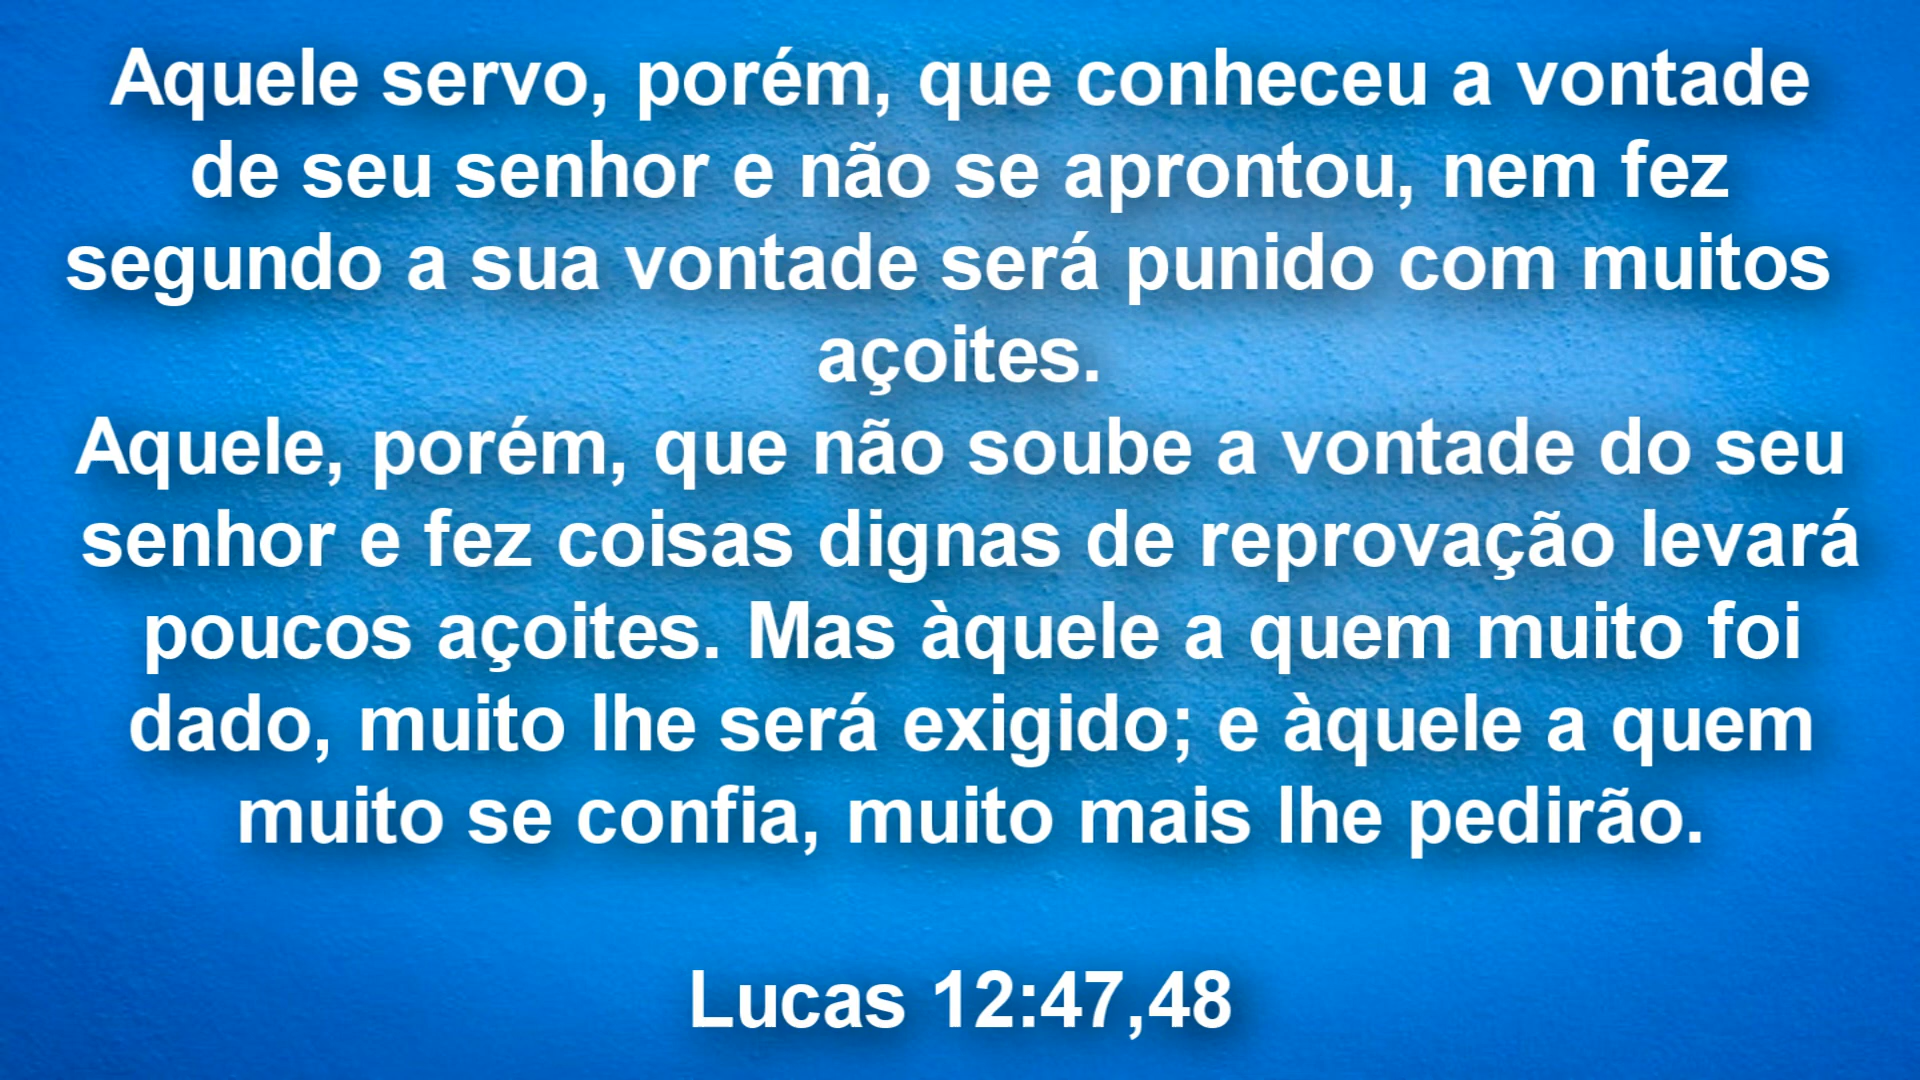 Aquele servo, porém, que conheceu a vontade
de seu senhor e não se aprontou, nem fez
segundo a sua vontade será punido com muitos
açoites.
Aquele, porém, que não soube a vontade do seu
senhor e fez coisas dignas de reprovação levará
poucos açoites. Mas àquele a quem muito foi
dado, muito lhe será exigido; e àquele a quem
muito se confia, muito mais lhe pedirão.
Lucas 12:47,48